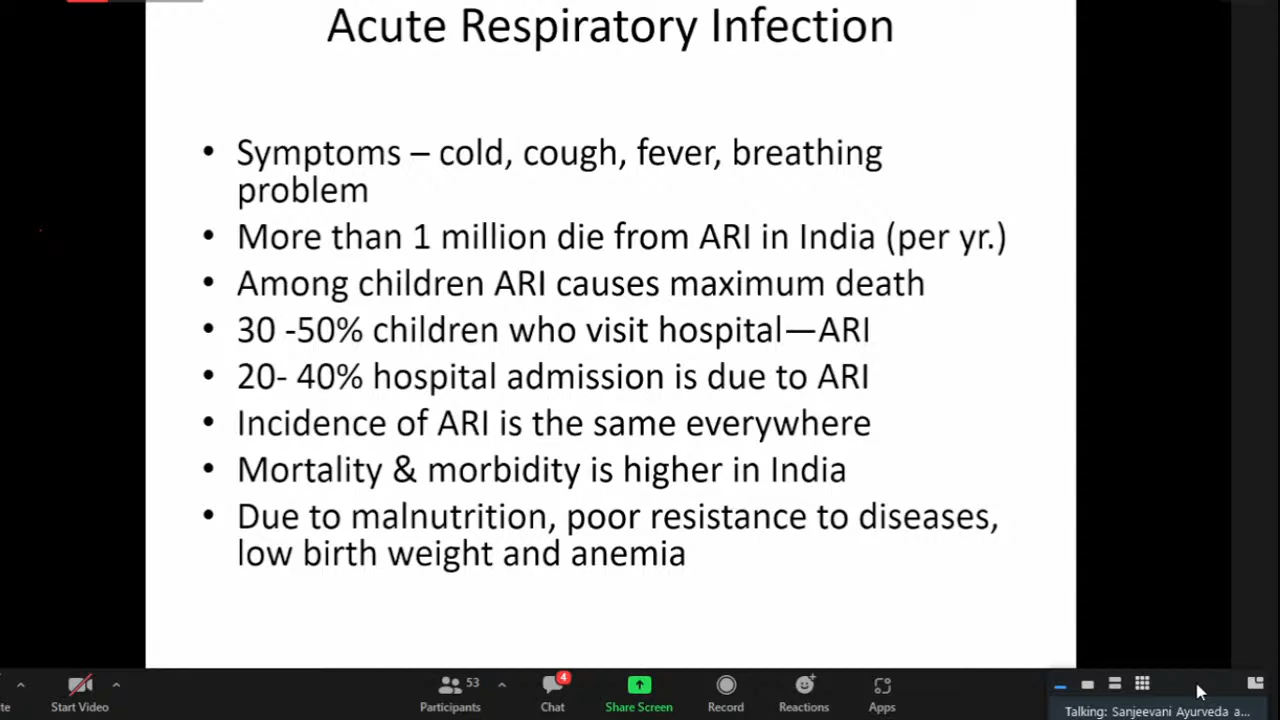 Acute Respiratory Infection
• Symptoms – cold, cough, fever, breathing
problem
• More than 1 million die from ARI in India (per yr.)
• Among children ARI causes maximum death
• 30 -50% children who visit hospital—ARI
• 20- 40% hospital admission is due to ARI
• Incidence of ARI is the same everywhere
• Mortality & morbidity is higher in India
• Due to malnutrition, poor resistance to diseases,
low birth weight and anemia
53
4
Start Video
Participants
Chat
Share Screen
Record
Reactions
Apps
Talking: Sanjeevani Ayurveda a...